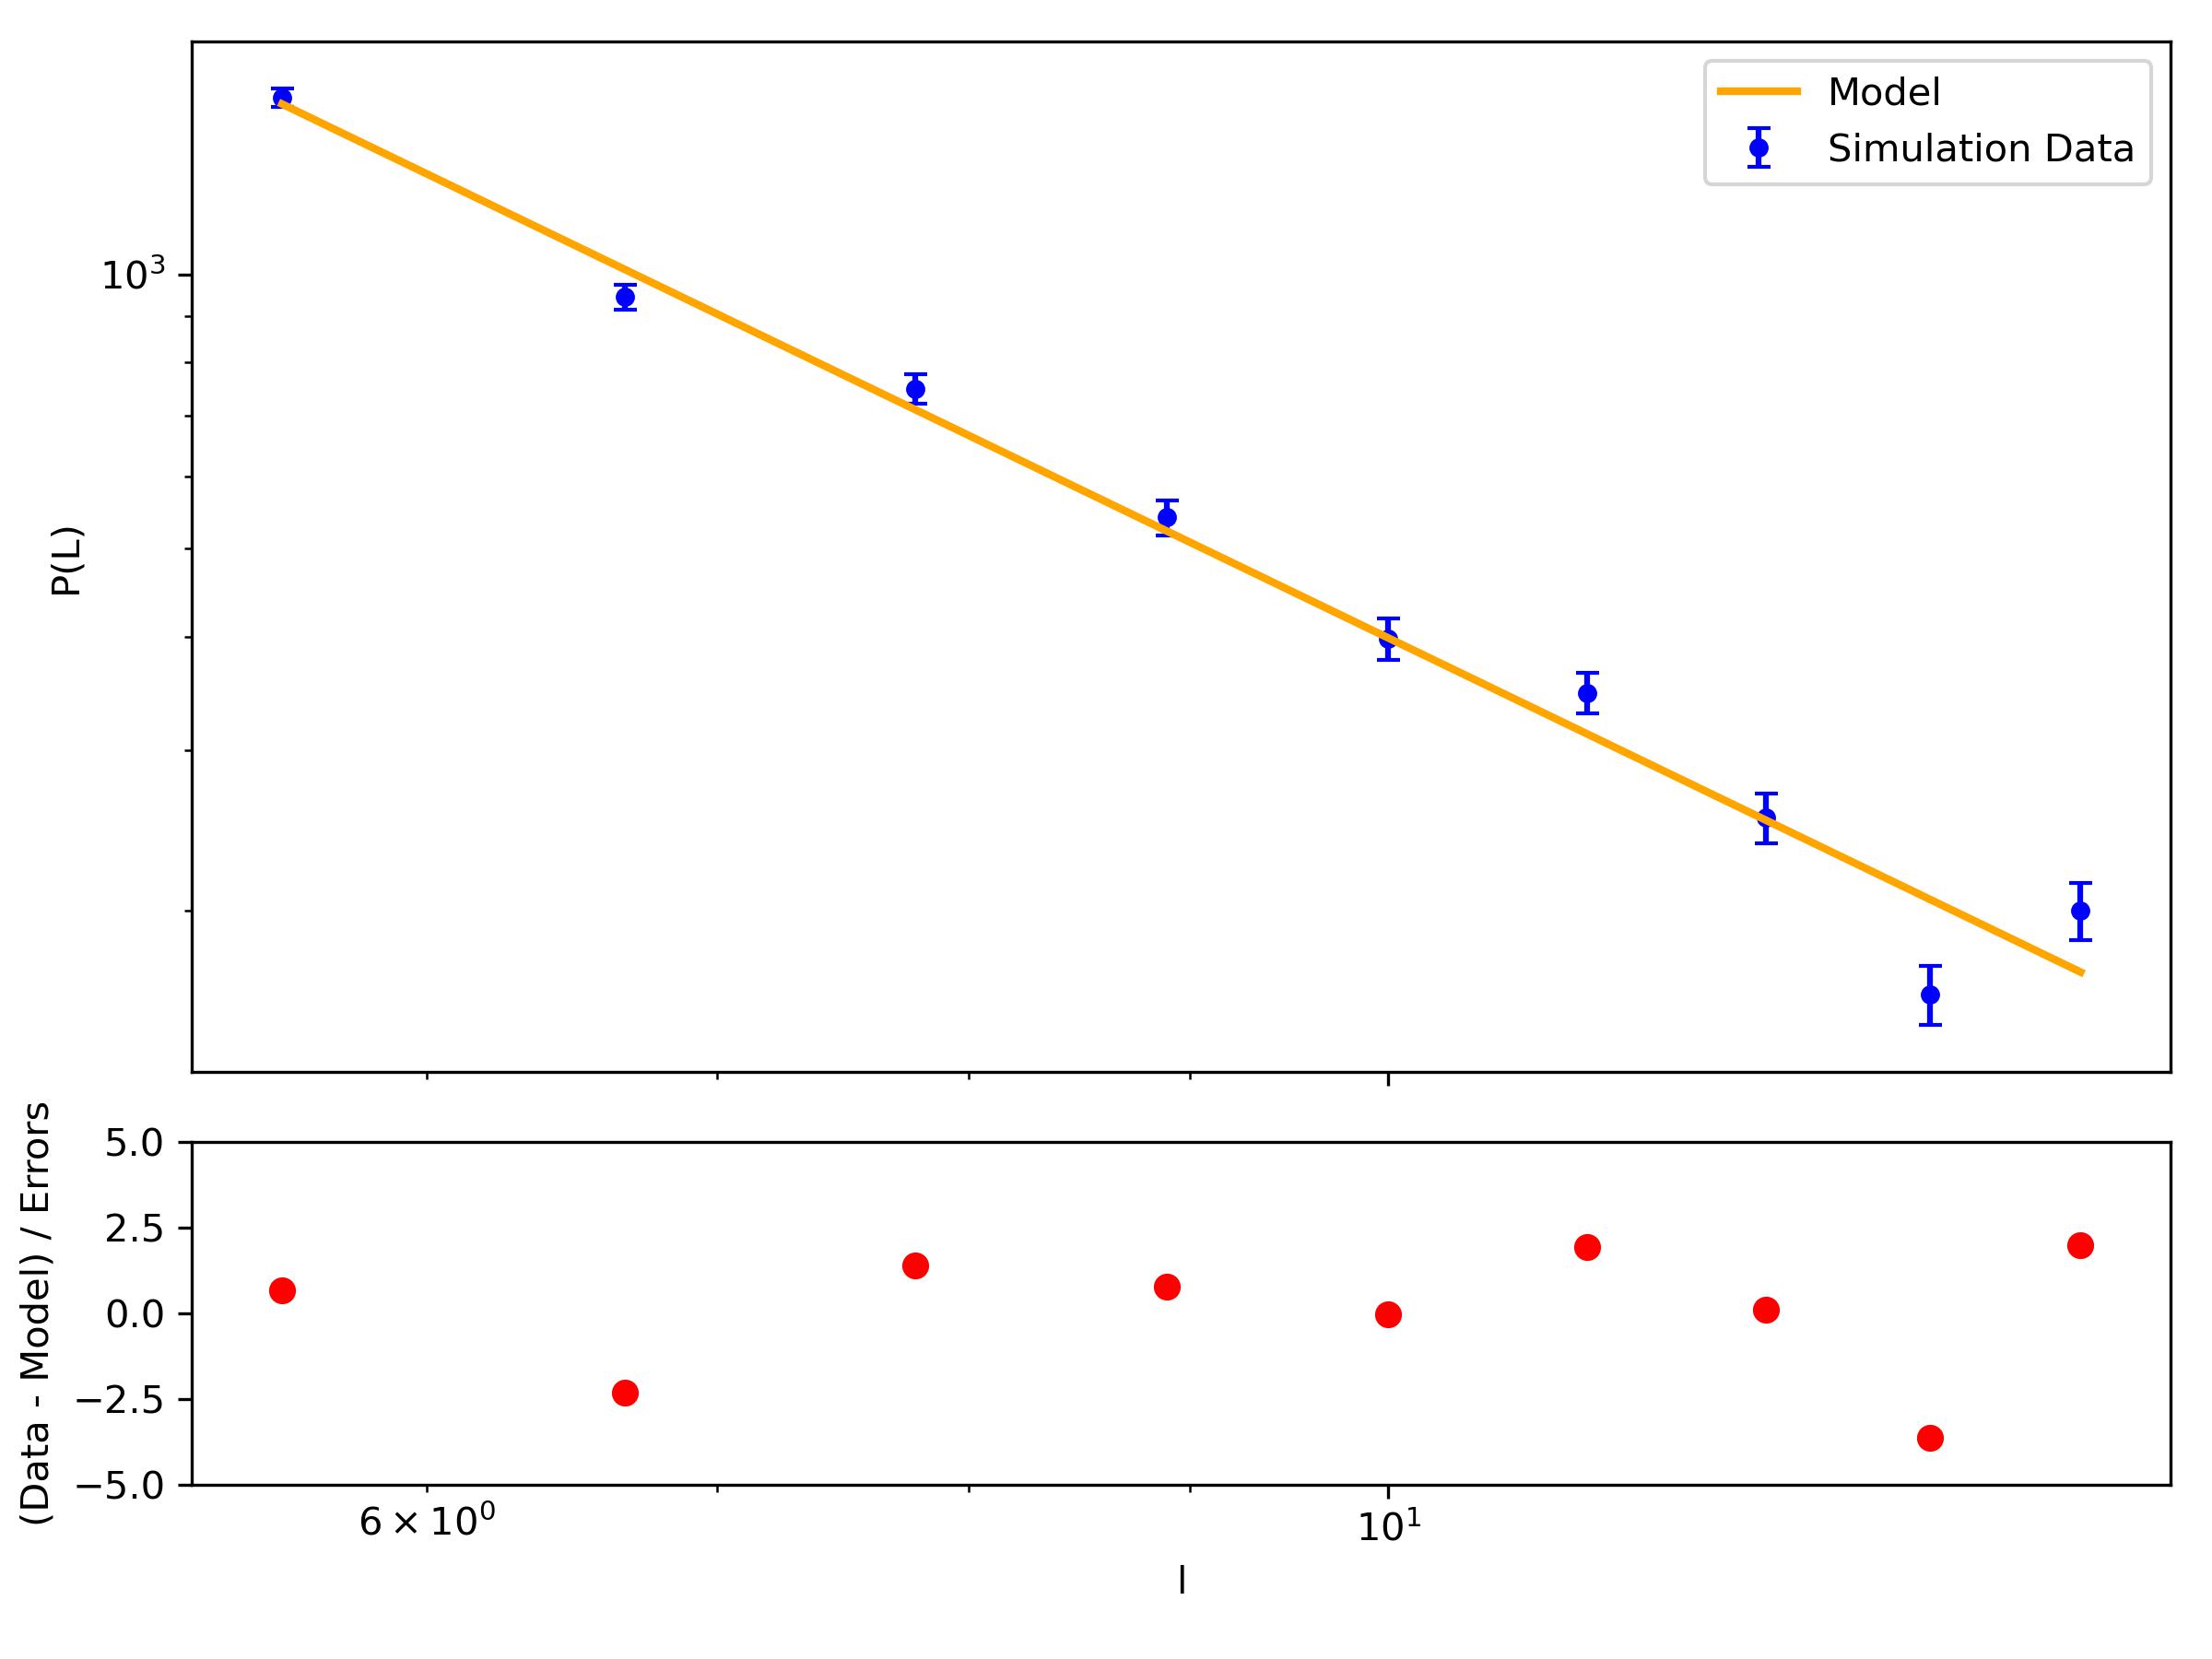 Model
Simulation Data
10³
P(L)
5.0
2.5
0.0
−2.5
−5.0
(Data - Model) / Errors
6 × 10⁰
10¹
l